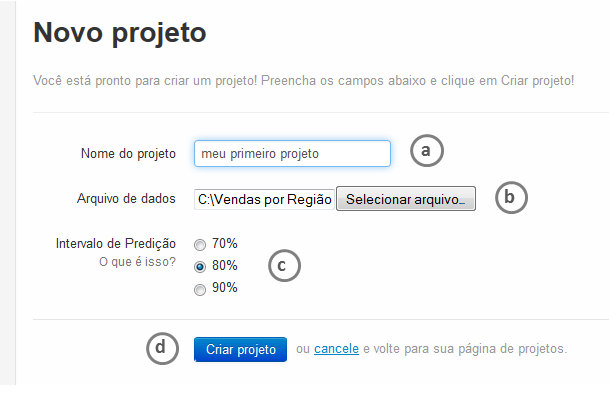 Novo projeto
Você está pronto para criar um projeto! Preencha os campos abaixo e clique em Criar projeto!
Nome do projeto meu primeiro projeto a
Arquivo de dados C:\Vendas por Região Selecionar arquivo... b
Intervalo de Predição 70%
O que é isso? 80% c
90%
d Criar projeto ou cancele e volte para sua página de projetos.